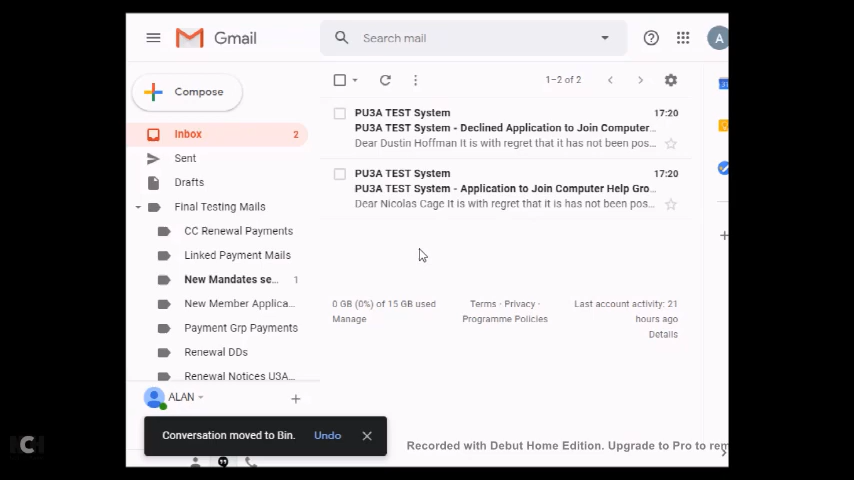 Gmail
Search mail
A
Compose
1–2 of 2
31
Inbox 2
PU3A TEST System 17:20
PU3A TEST System - Declined Application to Join Computer...
Dear Dustin Hoffman It is with regret that it has not been pos...
Sent
PU3A TEST System 17:20
PU3A TEST System - Application to Join Computer Help Gro...
Dear Nicolas Cage It is with regret that it is has not been pos...
Drafts
Final Testing Mails
CC Renewal Payments
Linked Payment Mails
New Mandates se... 1
New Member Applica...
Payment Grp Payments
Renewal DDs
Renewal Notices U3A...
0 GB (0%) of 15 GB used
Manage
Terms · Privacy ·
Programme Policies
Last account activity: 21
hours ago
Details
ALAN
Conversation moved to Bin. Undo
Recorded with Debut Home Edition. Upgrade to Pro to rem